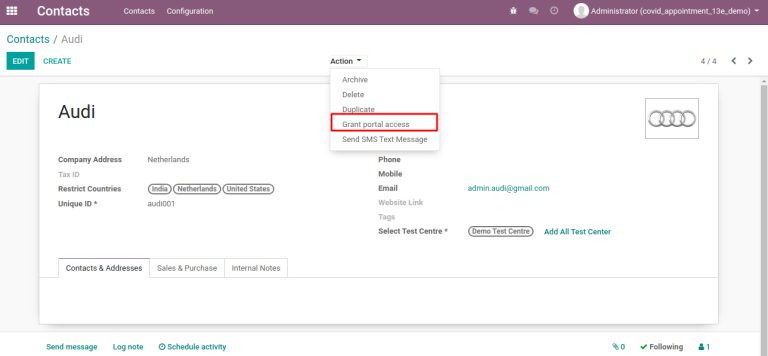 Contacts Contacts Configuration Administrator (covid_appointment_13e_demo)
Contacts / Audi
EDIT CREATE Action 4 / 4
Archive
Delete
Duplicate
Grant portal access
Send SMS Text Message
Audi
Company Address Netherlands
Tax ID
Restrict Countries India Netherlands United States
Unique ID * audi001
Phone
Mobile
Email admin.audi@gmail.com
Website Link
Tags
Select Test Centre * Demo Test Centre Add All Test Center
Contacts & Addresses Sales & Purchase Internal Notes
Send message Log note Schedule activity 0 Following 1